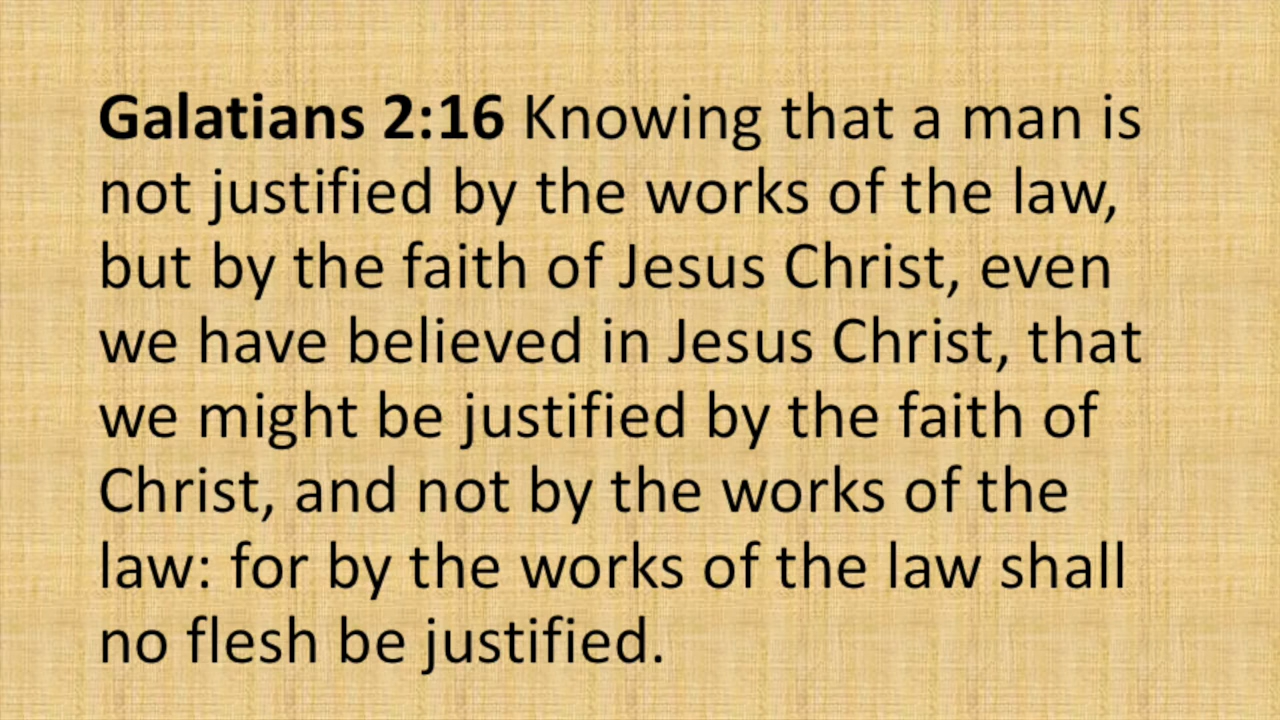 Galatians 2:16 Knowing that a man is
not justified by the works of the law,
but by the faith of Jesus Christ, even
we have believed in Jesus Christ, that
we might be justified by the faith of
Christ, and not by the works of the
law: for by the works of the law shall
no flesh be justified.